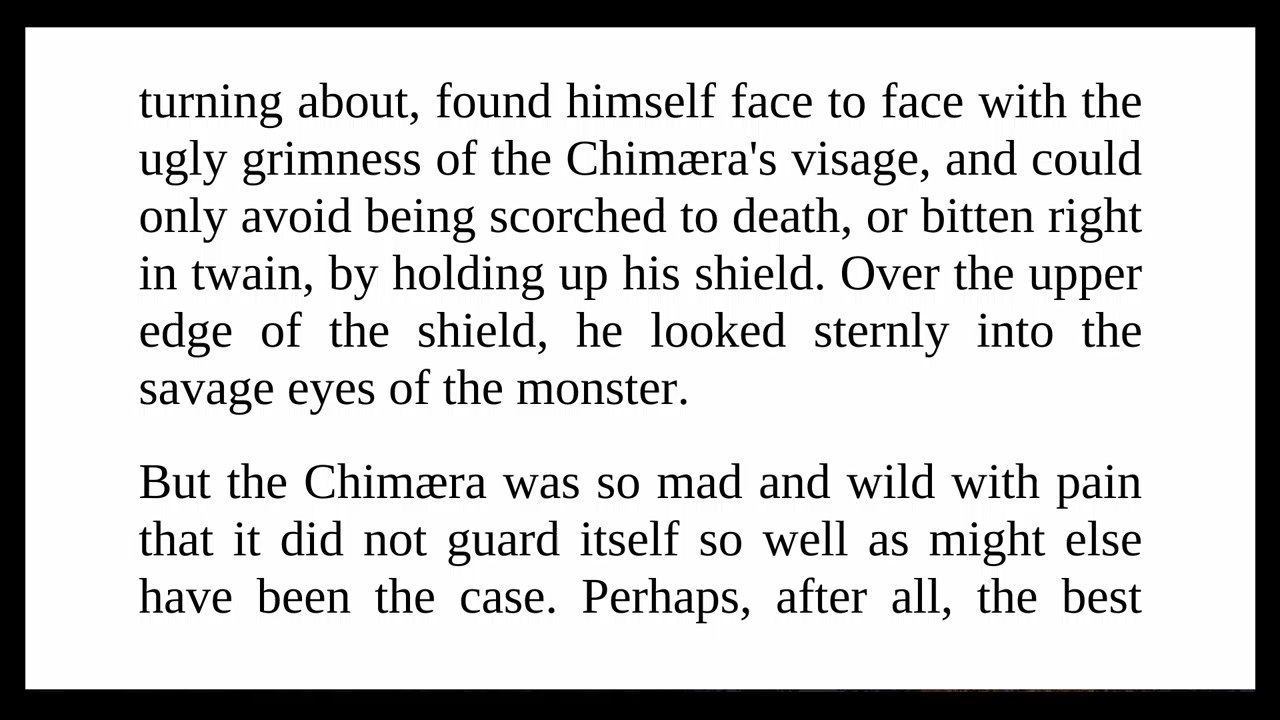 turning about, found himself face to face with the
ugly grimness of the Chimæra's visage, and could
only avoid being scorched to death, or bitten right
in twain, by holding up his shield. Over the upper
edge of the shield, he looked sternly into the
savage eyes of the monster.
But the Chimæra was so mad and wild with pain
that it did not guard itself so well as might else
have been the case. Perhaps, after all, the best